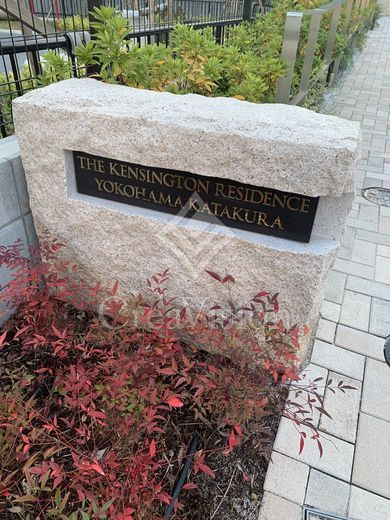 THE KENSINGTON RESIDENCE
YOKOHAMA KATAKURA